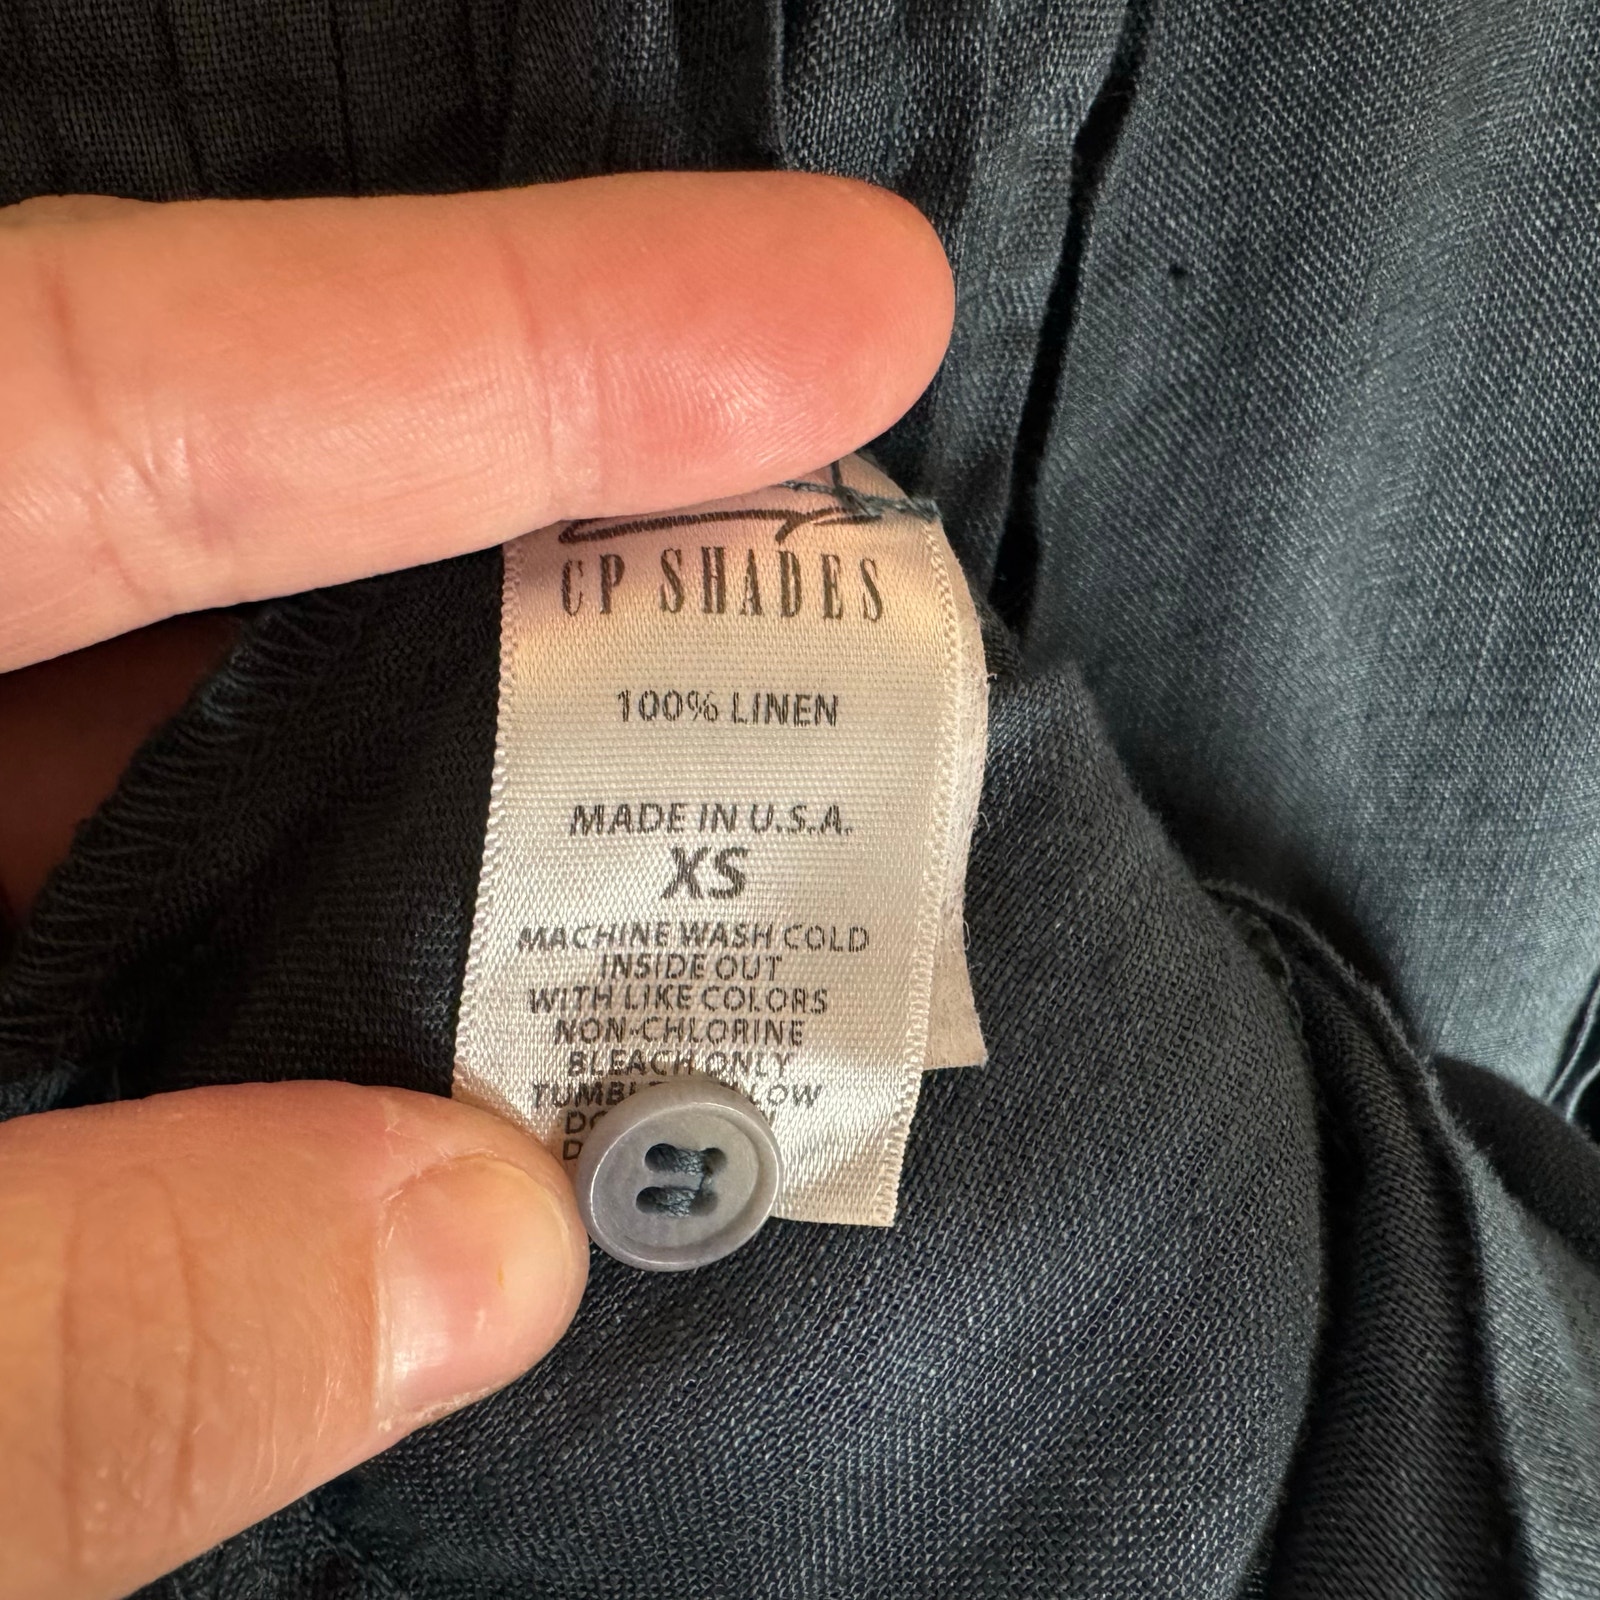 CP SHADES
100% LINEN
MADE IN U.S.A.
XS
MACHINE WASH COLD
INSIDE OUT
WITH LIKE COLORS
NON-CHLORINE
BLEACH ONLY
LOW